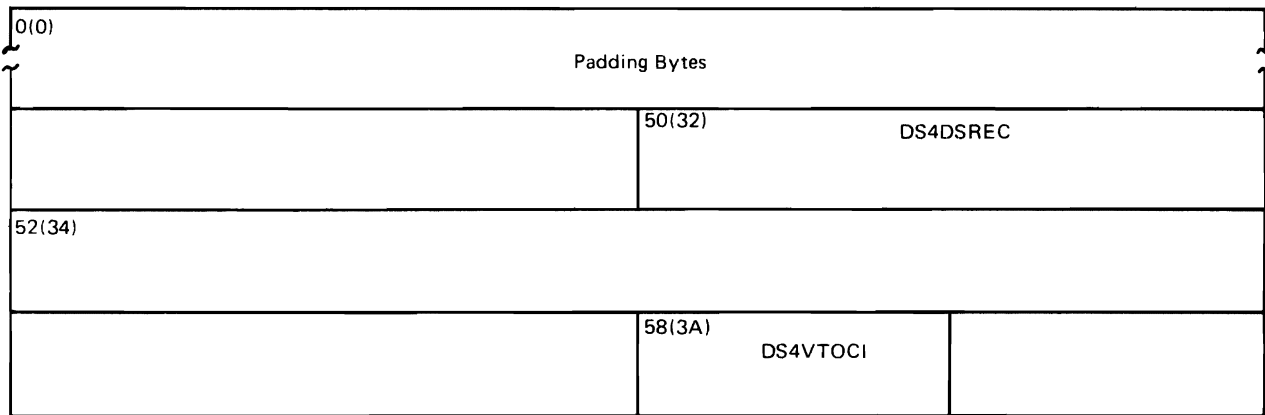 0(0)
Padding Bytes
50(32)
DS4DSREC
52(34)
58(3A)
DS4VTOCI